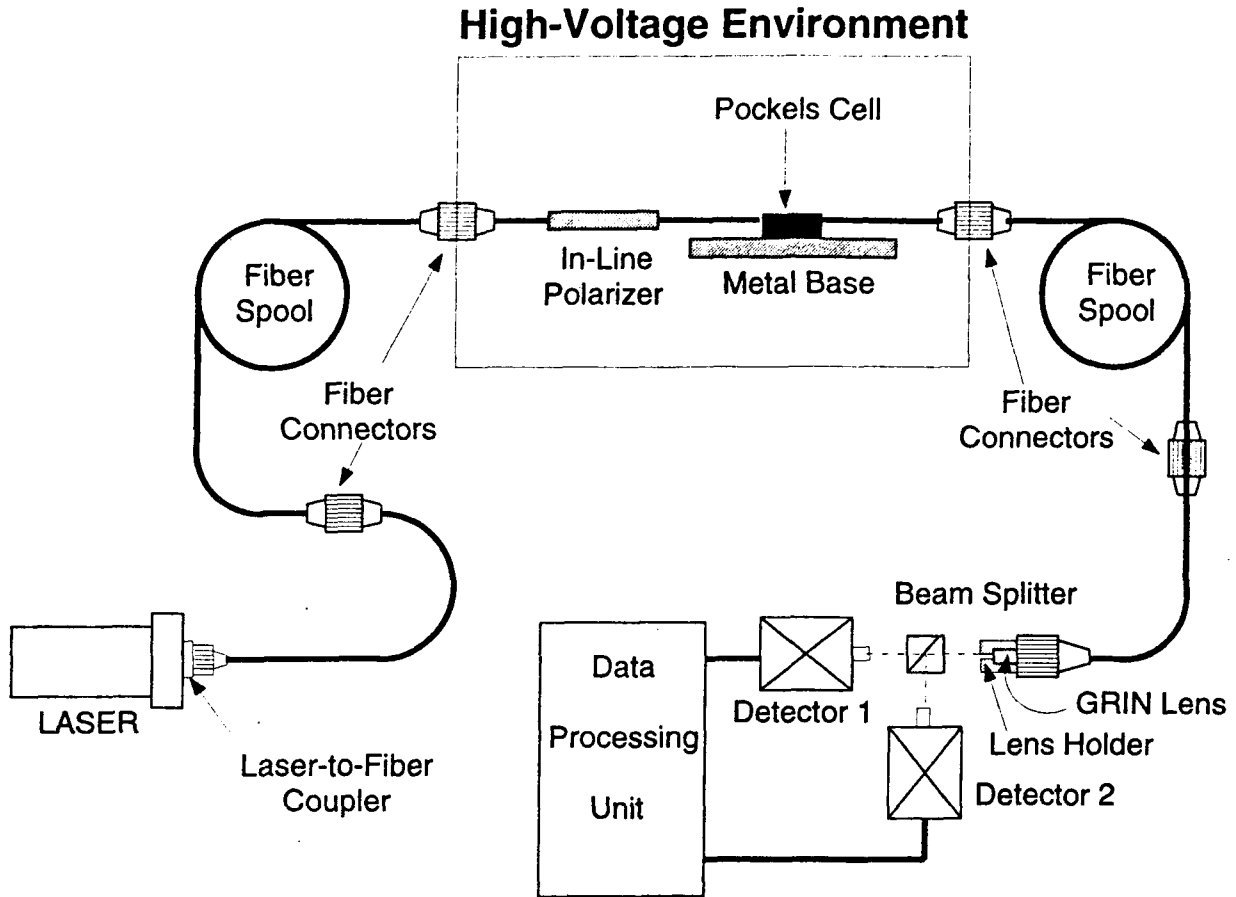 High-Voltage Environment
Pockels Cell
In-Line
Polarizer
Metal Base
Fiber
Spool
Fiber
Spool
Fiber
Connectors
Fiber
Connectors
LASER
Laser-to-Fiber
Coupler
Data
Processing
Unit
Detector 1
Beam Splitter
GRIN Lens
Lens Holder
Detector 2